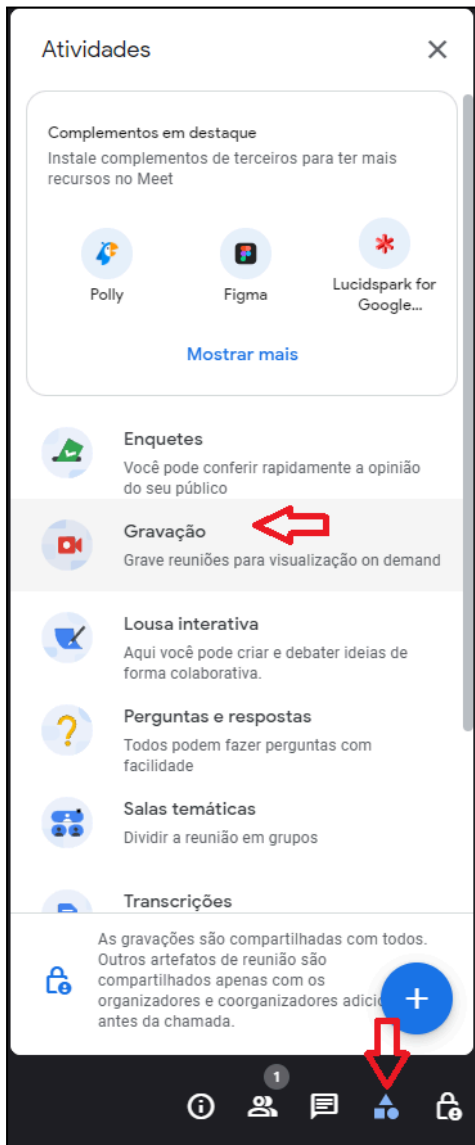 Atividades
Complementos em destaque
Instale complementos de terceiros para ter mais
recursos no Meet
Polly
Figma
Lucidspark for
Google...
Mostrar mais
Enquetes
Você pode conferir rapidamente a opinião
do seu público
Gravação
Grave reuniões para visualização on demand
Lousa interativa
Aqui você pode criar e debater ideias de
forma colaborativa.
Perguntas e respostas
Todos podem fazer perguntas com
facilidade
Salas temáticas
Dividir a reunião em grupos
Transcrições
As gravações são compartilhadas com todos.
Outros artefatos de reunião são
compartilhados apenas com os
organizadores e coorganizadores
antes da chamada.
1